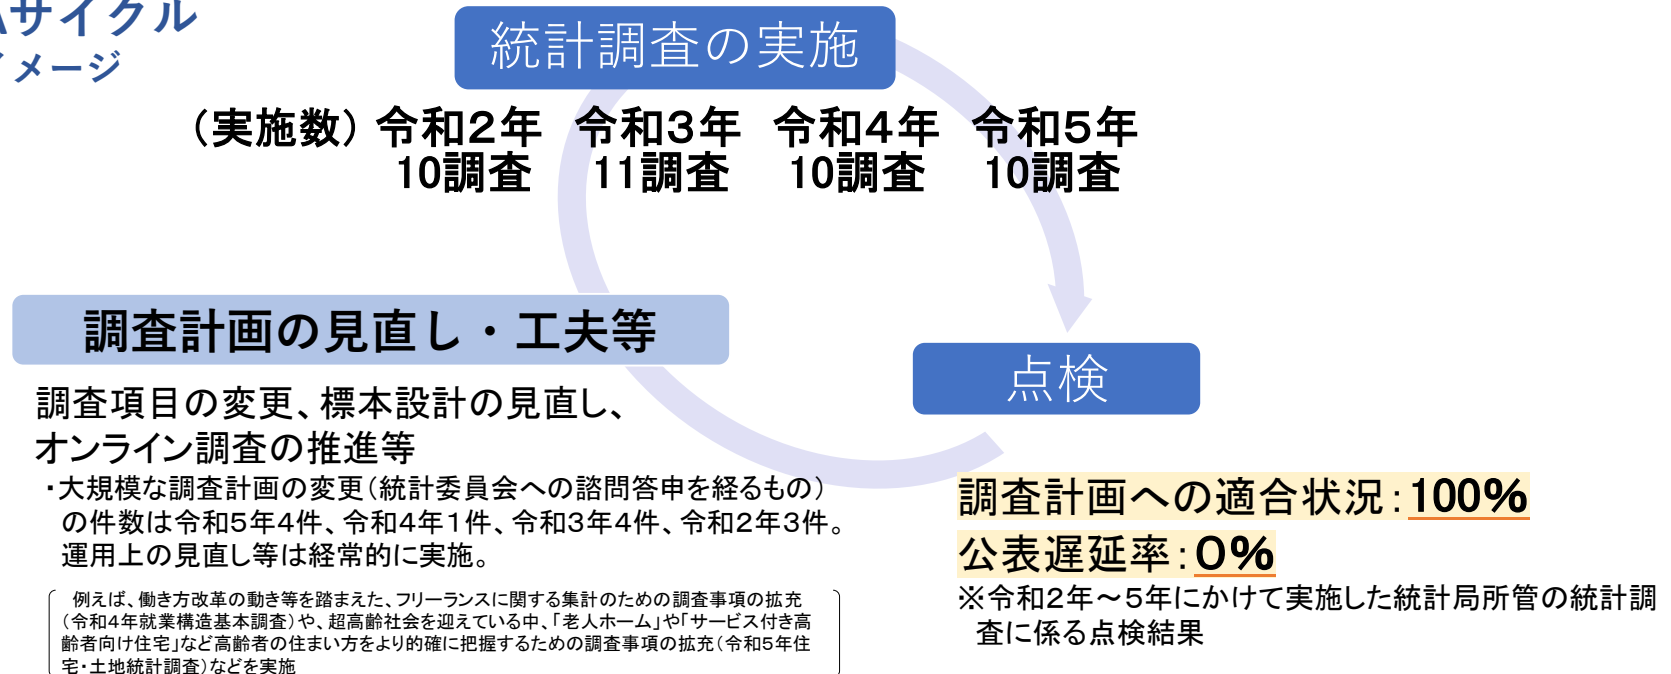 サイクル
イメージ
統計調査の実施
(実施数) 令和2年 令和3年 令和4年 令和5年
10調査 11調査 10調査 10調査
調査計画の見直し・工夫等
調査項目の変更、標本設計の見直し、
オンライン調査の推進等
・大規模な調査計画の変更(統計委員会への諮問答申を経るもの)
の件数は令和5年4件、令和4年1件、令和3年4件、令和2年3件。
運用上の見直し等は経常的に実施。
例えば、働き方改革の動き等を踏まえた、フリーランスに関する集計のための調査事項の拡充
(令和4年就業構造基本調査)や、超高齢社会を迎えている中、「老人ホーム」や「サービス付き高
齢者向け住宅」など高齢者の住まい方をより的確に把握するための調査事項の拡充(令和5年住
宅・土地統計調査)などを実施
点検
調査計画への適合状況:100%
公表遅延率:0%
※令和2年~5年にかけて実施した統計局所管の統計調
査に係る点検結果